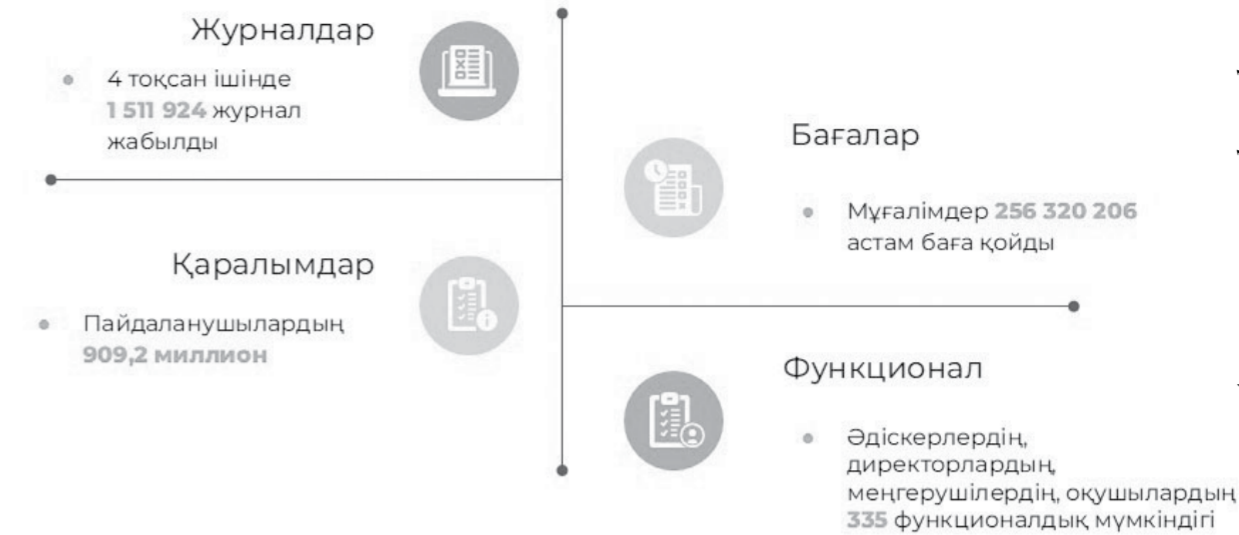 Журналдар
4 тоқсан ішінде
1 511 924 журнал
жабылды
Бағалар
Мұғалімдер 256 320 206
астам баға қойды
Қаралымдар
Пайдаланушылардың
909,2 миллион
Функционал
Әдіскерлердің,
директорлардың,
меңгерушілердің, оқушылардың
335 функционалдық мүмкіндігі